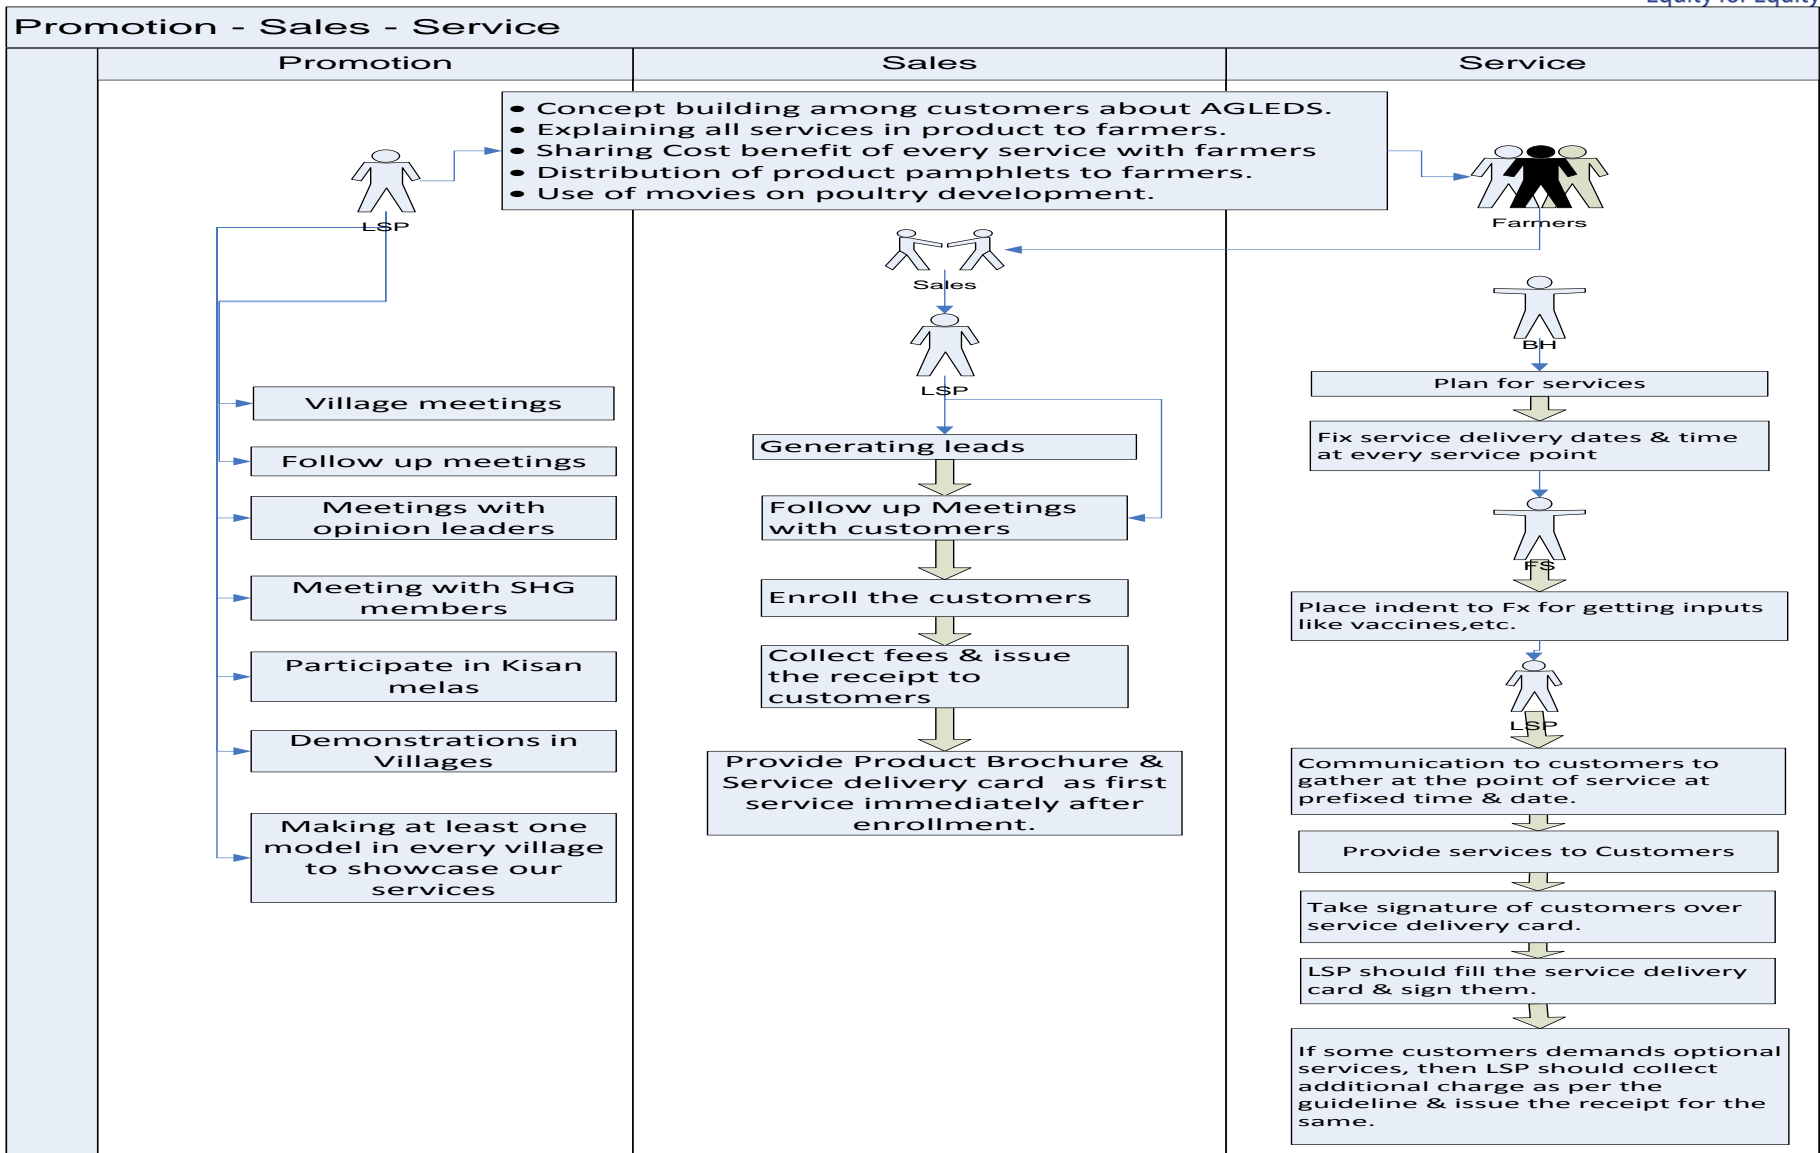 Equity for Equity
Promotion - Sales - Service
Promotion
Sales
Service
• Concept building among customers about AGLEDS.
• Explaining all services in product to farmers.
• Sharing Cost benefit of every service with farmers
• Distribution of product pamphlets to farmers.
• Use of movies on poultry development.
LSP
Farmers
Village meetings
Follow up meetings
Meetings with
opinion leaders
Meeting with SHG
members
Participate in Kisan
melas
Demonstrations in
Villages
Making at least one
model in every village
to showcase our
services
Sales
LSP
Generating leads
Follow up Meetings
with customers
Enroll the customers
Collect fees & issue
the receipt to
customers
Provide Product Brochure &
Service delivery card  as first
service immediately after
enrollment.
BH
Plan for services
Fix service delivery dates & time
at every service point
FS
Place indent to Fx for getting inputs
like vaccines,etc.
LSP
Communication to customers to
gather at the point of service at
prefixed time & date.
Provide services to Customers
Take signature of customers over
service delivery card.
LSP should fill the service delivery
card & sign them.
If some customers demands optional
services, then LSP should collect
additional charge as per the
guideline & issue the receipt for the
same.